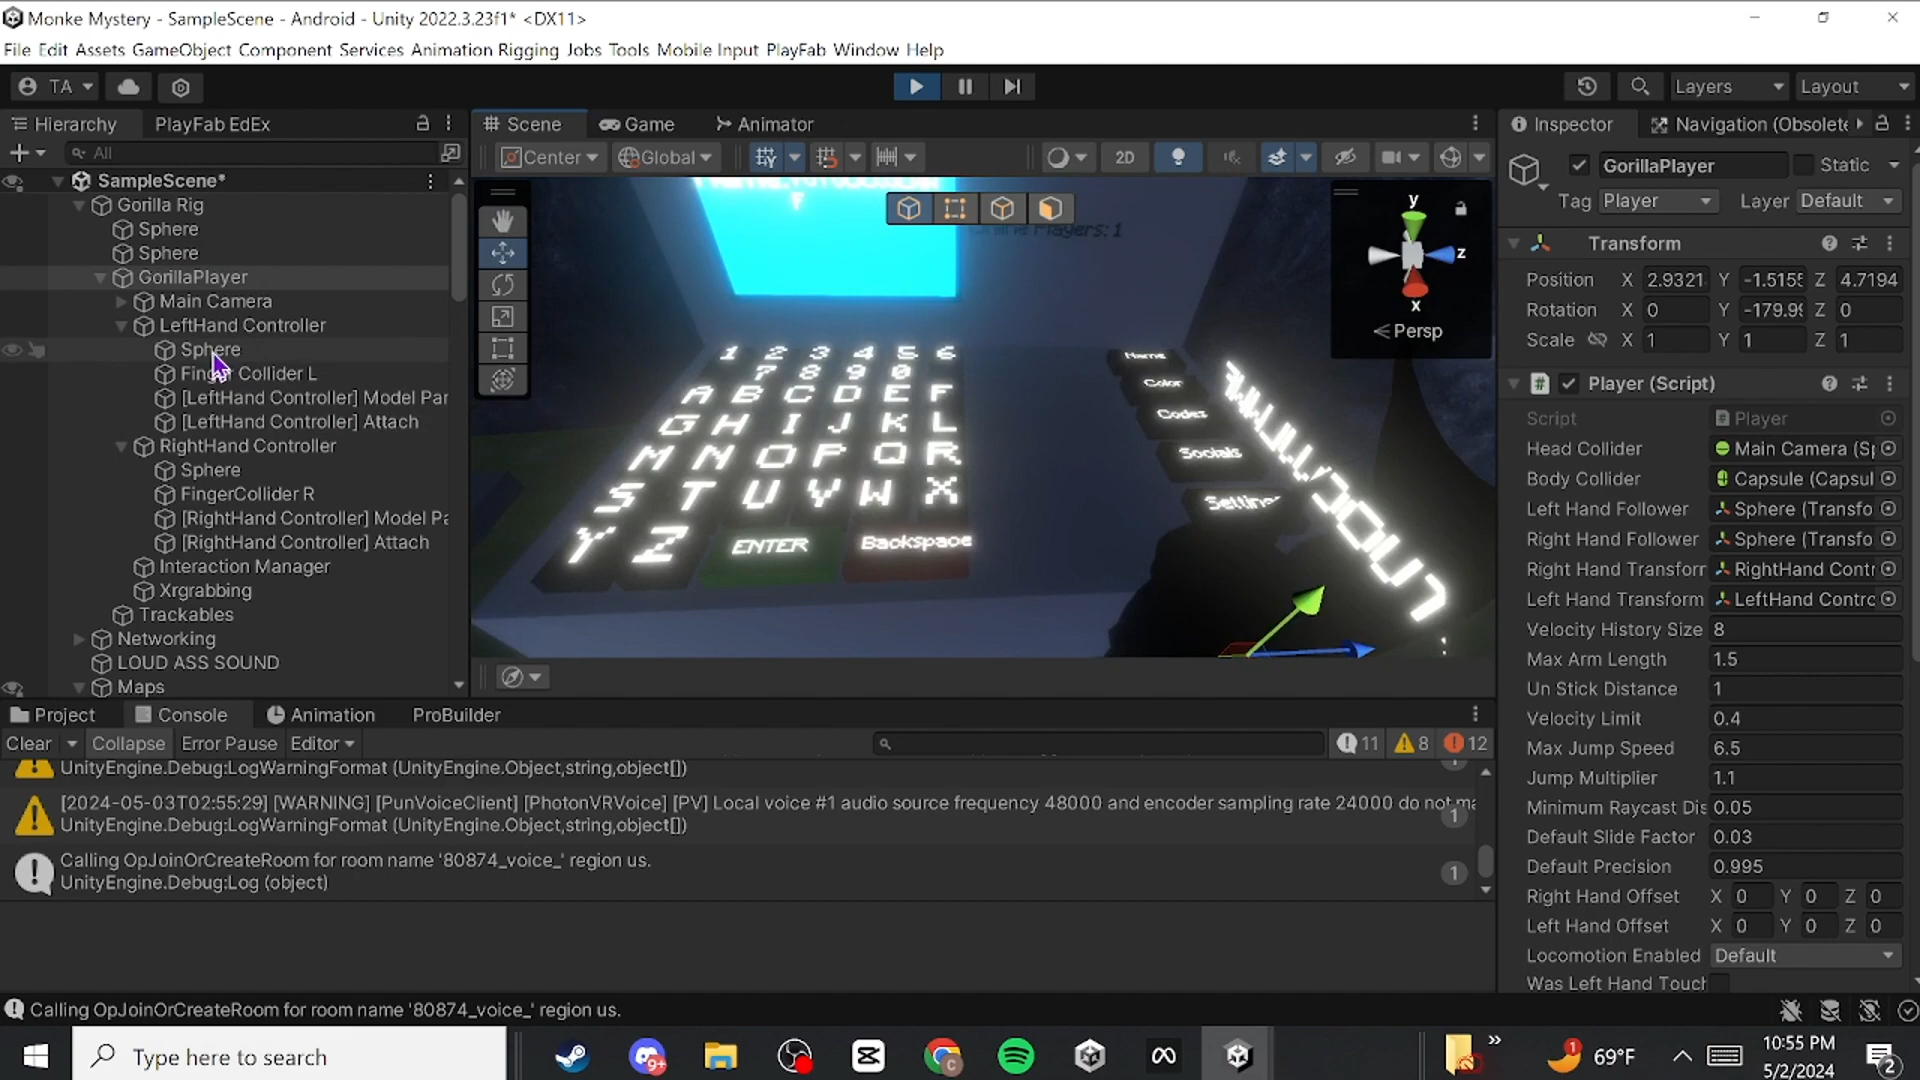 Monke Mystery - SampleScene - Android - Unity 2022.3.23f1* <DX11>
File Edit Assets GameObject Component Services Animation Rigging Jobs Tools Mobile Input PlayFab Window Help
TA
Layers
Layout
Hierarchy
PlayFab EdEx
Scene
Game
Animator
Inspector
Navigation (Obsolete
All
Center
Global
2D
SampleScene*
Gorilla Rig
Sphere
Sphere
GorillaPlayer
Main Camera
LeftHand Controller
Sphere
Finger Collider L
[LeftHand Controller] Model Par
[LeftHand Controller] Attach
RightHand Controller
Sphere
FingerCollider R
[RightHand Controller] Model Pa
[RightHand Controller] Attach
Interaction Manager
Xrgrabbing
Trackables
Networking
LOUD ASS SOUND
Maps
Players:1
F
1 2 3 4 5 6
7 8 9 0
A B C D E F
G H I J K L
M N O P Q R
S T U V W X
Y Z ENTER Backspace
Name
Color
Codes
Socials
Settings
y
z
x
Persp
GorillaPlayer
Static
Tag Player
Layer Default
Transform
Position X 2.9321 Y -1.5155 Z 4.7194
Rotation X 0 Y -179.99 Z 0
Scale X 1 Y 1 Z 1
Player (Script)
Script Player
Head Collider Main Camera (Sp
Body Collider Capsule (Capsul
Left Hand Follower Sphere (Transfo
Right Hand Follower Sphere (Transfo
Right Hand Transforr RightHand Contr
Left Hand Transform LeftHand Contro
Velocity History Size 8
Max Arm Length 1.5
Un Stick Distance 1
Velocity Limit 0.4
Max Jump Speed 6.5
Jump Multiplier 1.1
Minimum Raycast Dis 0.05
Default Slide Factor 0.03
Default Precision 0.995
Right Hand Offset X 0 Y 0 Z 0
Left Hand Offset X 0 Y 0 Z 0
Locomotion Enabled Default
Was Left Hand Touch
Project
Console
Animation
ProBuilder
Clear
Collapse
Error Pause
Editor
11
8
12
UnityEngine.Debug:LogWarningFormat (UnityEngine.Object,string,object[])
[2024-05-03T02:55:29] [WARNING] [PunVoiceClient] [PhotonVRVoice] [PV] Local voice #1 audio source frequency 48000 and encoder sampling rate 24000 do not ma
UnityEngine.Debug:LogWarningFormat (UnityEngine.Object,string,object[])
1
Calling OpJoinOrCreateRoom for room name '80874_voice_' region us.
UnityEngine.Debug:Log (object)
1
Calling OpJoinOrCreateRoom for room name '80874_voice_' region us.
Type here to search
9+
1
69°F
10:55 PM
5/2/2024
2